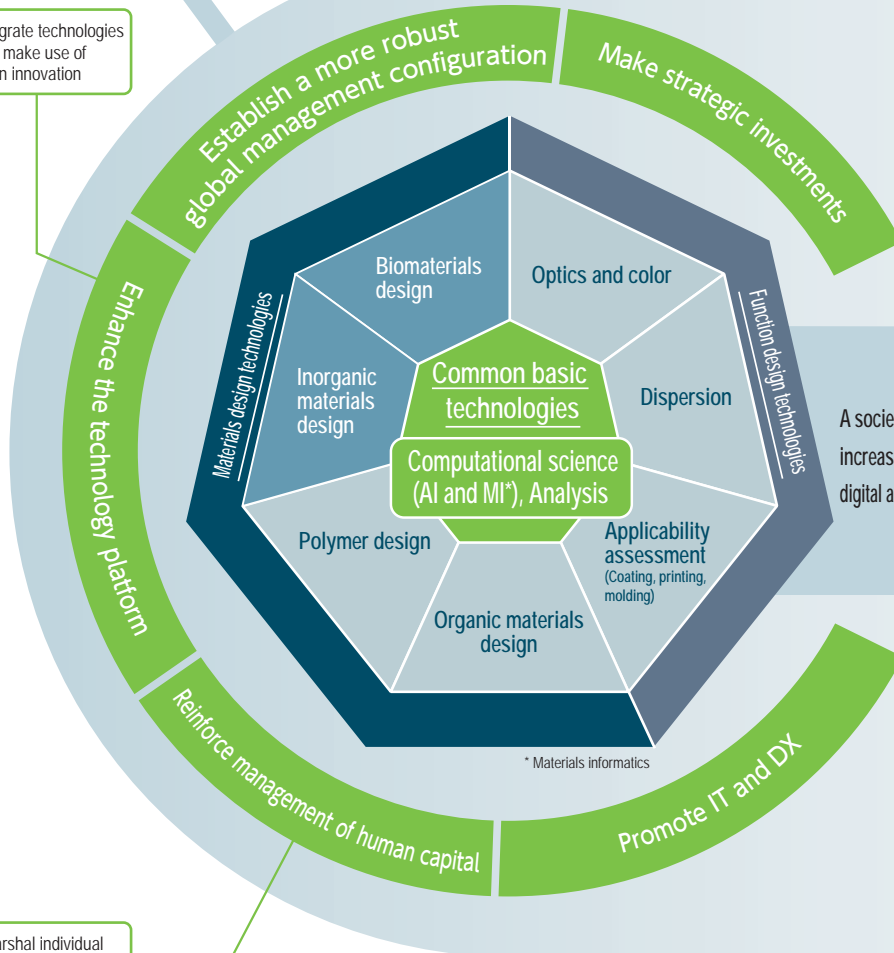 grate technologies
make use of
n innovation
Establish a more robust
global management configuration
Make strategic investments
Enhance the technology platform
Materials design technologies
Function design technologies
Biomaterials
design
Optics and color
Inorganic
materials
design
Dispersion
Common basic
technologies
Computational science
(AI and MI*), Analysis
A socie
increas
digital a
Polymer design
Applicability
assessment
(Coating, printing,
molding)
Organic materials
design
* Materials informatics
Reinforce management of human capital
Promote IT and DX
arshal individual